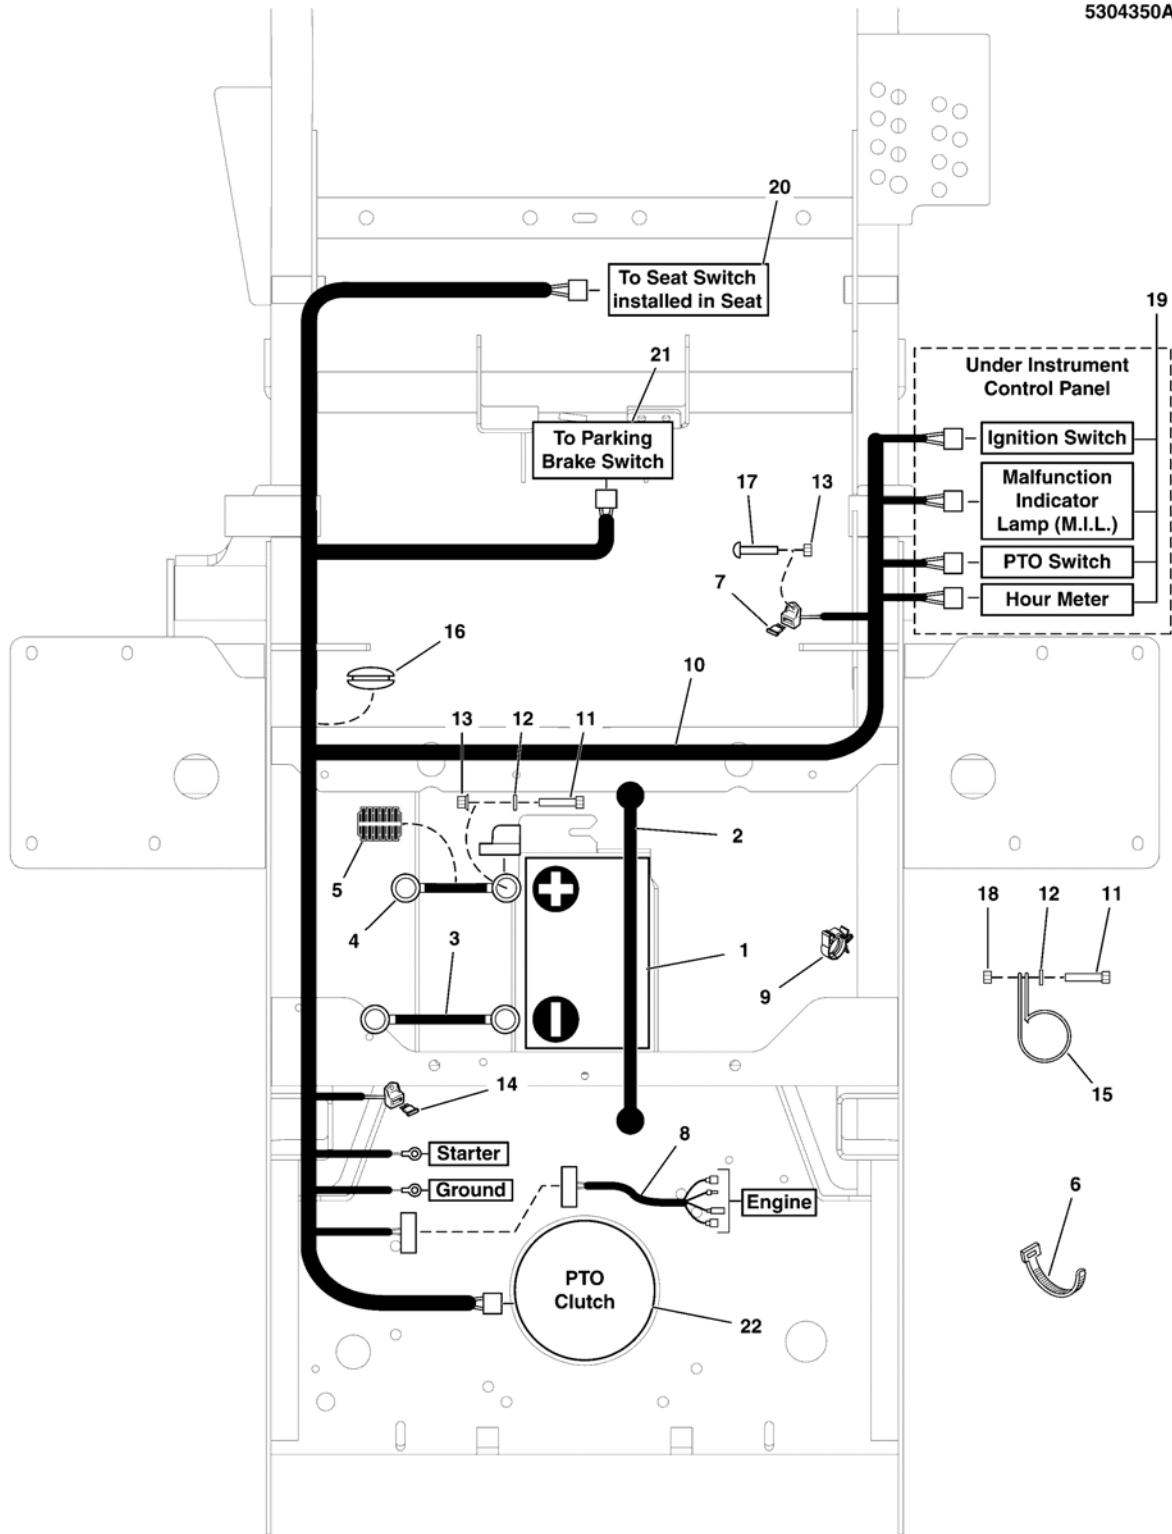 5304350A
20
To Seat Switch
installed in Seat
19
21
Under Instrument
Control Panel
To Parking
Brake Switch
Ignition Switch
17
13
Malfunction
Indicator
Lamp (M.I.L.)
PTO Switch
7
Hour Meter
16
10
13
12
11
2
5
4
3
1
9
18
12
11
15
14
8
Starter
Ground
Engine
6
PTO
Clutch
22